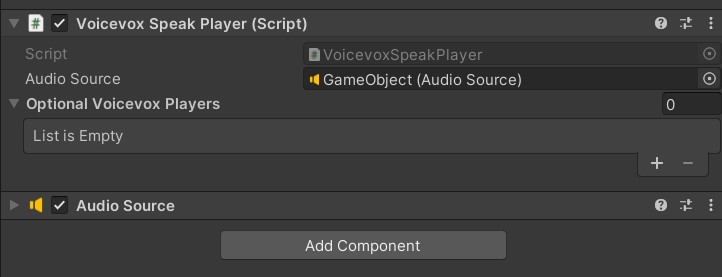 Voicevox Speak Player (Script)
Script VoicevoxSpeakPlayer
Audio Source GameObject (Audio Source)
Optional Voicevox Players 0
List is Empty
Audio Source
Add Component